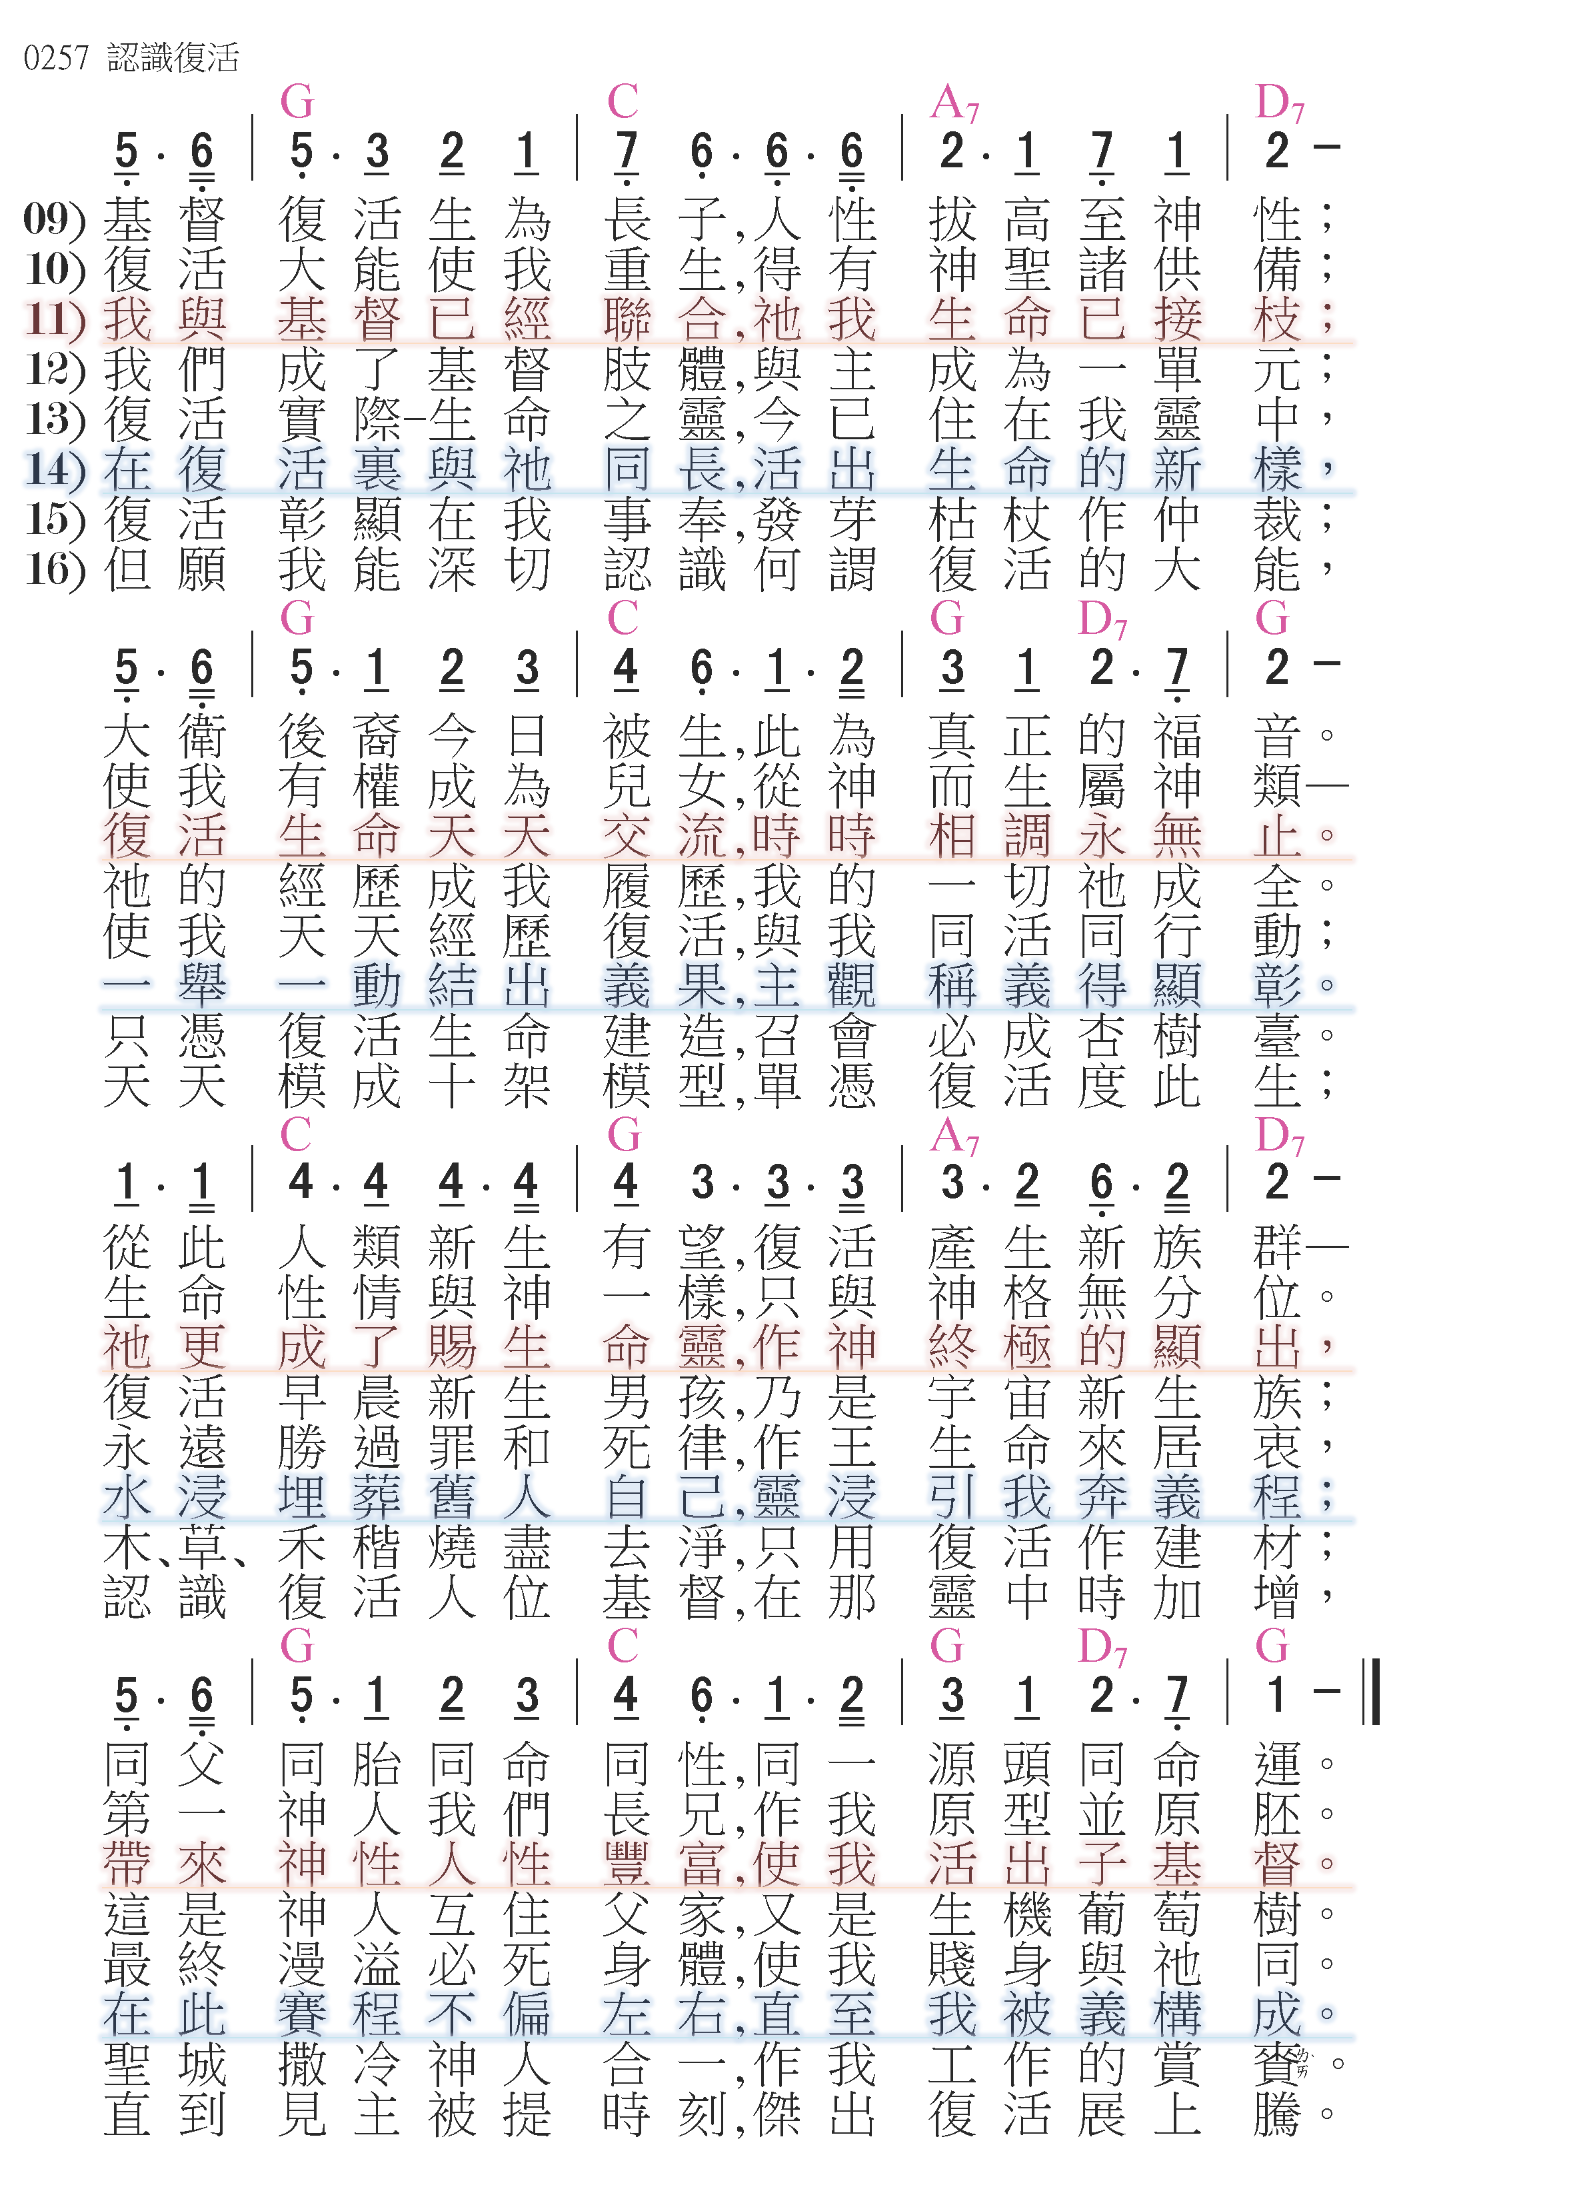 0257 認識復活
G C A7 D7
5 · 6 | 5 · 3 2 1 | 7 6 · 6 · 6 | 2 · 1 7 1 | 2 –
09) 基督 復活生為 長子,人性 拔高至神 性；
10) 復活 大能使我 重生,得有 神聖諸供 備；
11) 我與 基督已經 聯合,祂我 生命已接 枝；
12) 我們 成了基督 肢體,與主 成為一單 元；
13) 復活 實際–生命 之靈,今已 住在我靈 中，
14) 在復 活裏與祂 同長,活出 生命的新 樣，
15) 復活 彰顯在我 事奉,發芽 枯杖作仲 裁；
16) 但願 我能深切 認識何謂 復活的大 能，
G C G D7 G
5 · 6 | 5 · 1 2 3 | 4 6 · 1 · 2 | 3 1 2 · 7 | 2 –
大衛 後裔今日 被生,此為 真正的福 音。
使我 有權成為 兒女,從神 而生屬神 類—
復活 生命天天 交流,時時 相調永無 止。
祂的 經歷成我 履歷,我的 一切祂成 全。
使我 天天經歷 復活,與我 同活同行 動；
一舉 一動結出 義果,主觀 稱義得顯 彰。
只憑 復活生命 建造,召會 必成杏樹 臺。
天天 模成十架 模型,單憑 復活度此 生；
C G A7 D7
1 · 1 | 4 · 4 4 · 4 | 4 3 · 3 · 3 | 3 · 2 6 · 2 | 2 –
從此 人類新生 有望,復活 產生新族 群—
生命 性情與神 一樣,只與 神格無分 位。
祂更 成了賜生 命靈,作神 終極的顯 出，
復活 早晨新生 男孩,乃是 宇宙新生 族；
永遠 勝過罪和 死律,作王 生命來居 衷，
水浸 埋葬舊人 自己,靈浸 引我奔義 程；
木、草、 禾稭燒盡 去淨,只用 復活作建 材；
認識 復活人位 基督,在那 靈中時加 增，
G C G D7 G
5 · 6 | 5 · 1 2 3 | 4 6 · 1 · 2 | 3 1 2 · 7 | 1 –
同父 同胎同命 同性,同一 源頭同命 運。
第一 神人我們 長兄,作我 原型並原 胚。
帶來 神性人性 豐富,使我 活出子基 督。
這是 神人互住 父家,又是 生機葡萄 樹。
最終 漫溢必死 身體,使我 賤身與祂 同。
在此 賽程不偏 左右,直至 我被義構 成。
聖城 撒冷神人 合一,作我 工作的賞 賚ㄌㄞˋ。
直到 見主被提 時刻,傑出 復活展上 騰。